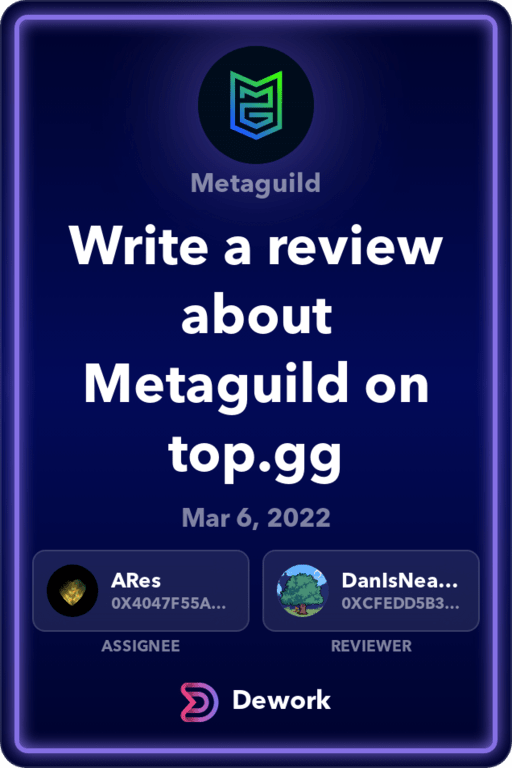 Metaguild
Write a review
about
Metaguild on
top.gg
Mar 6, 2022
ARes
0X4047F55A...
ASSIGNEE
DanIsNea...
0XCFEDD5B3...
REVIEWER
Dework